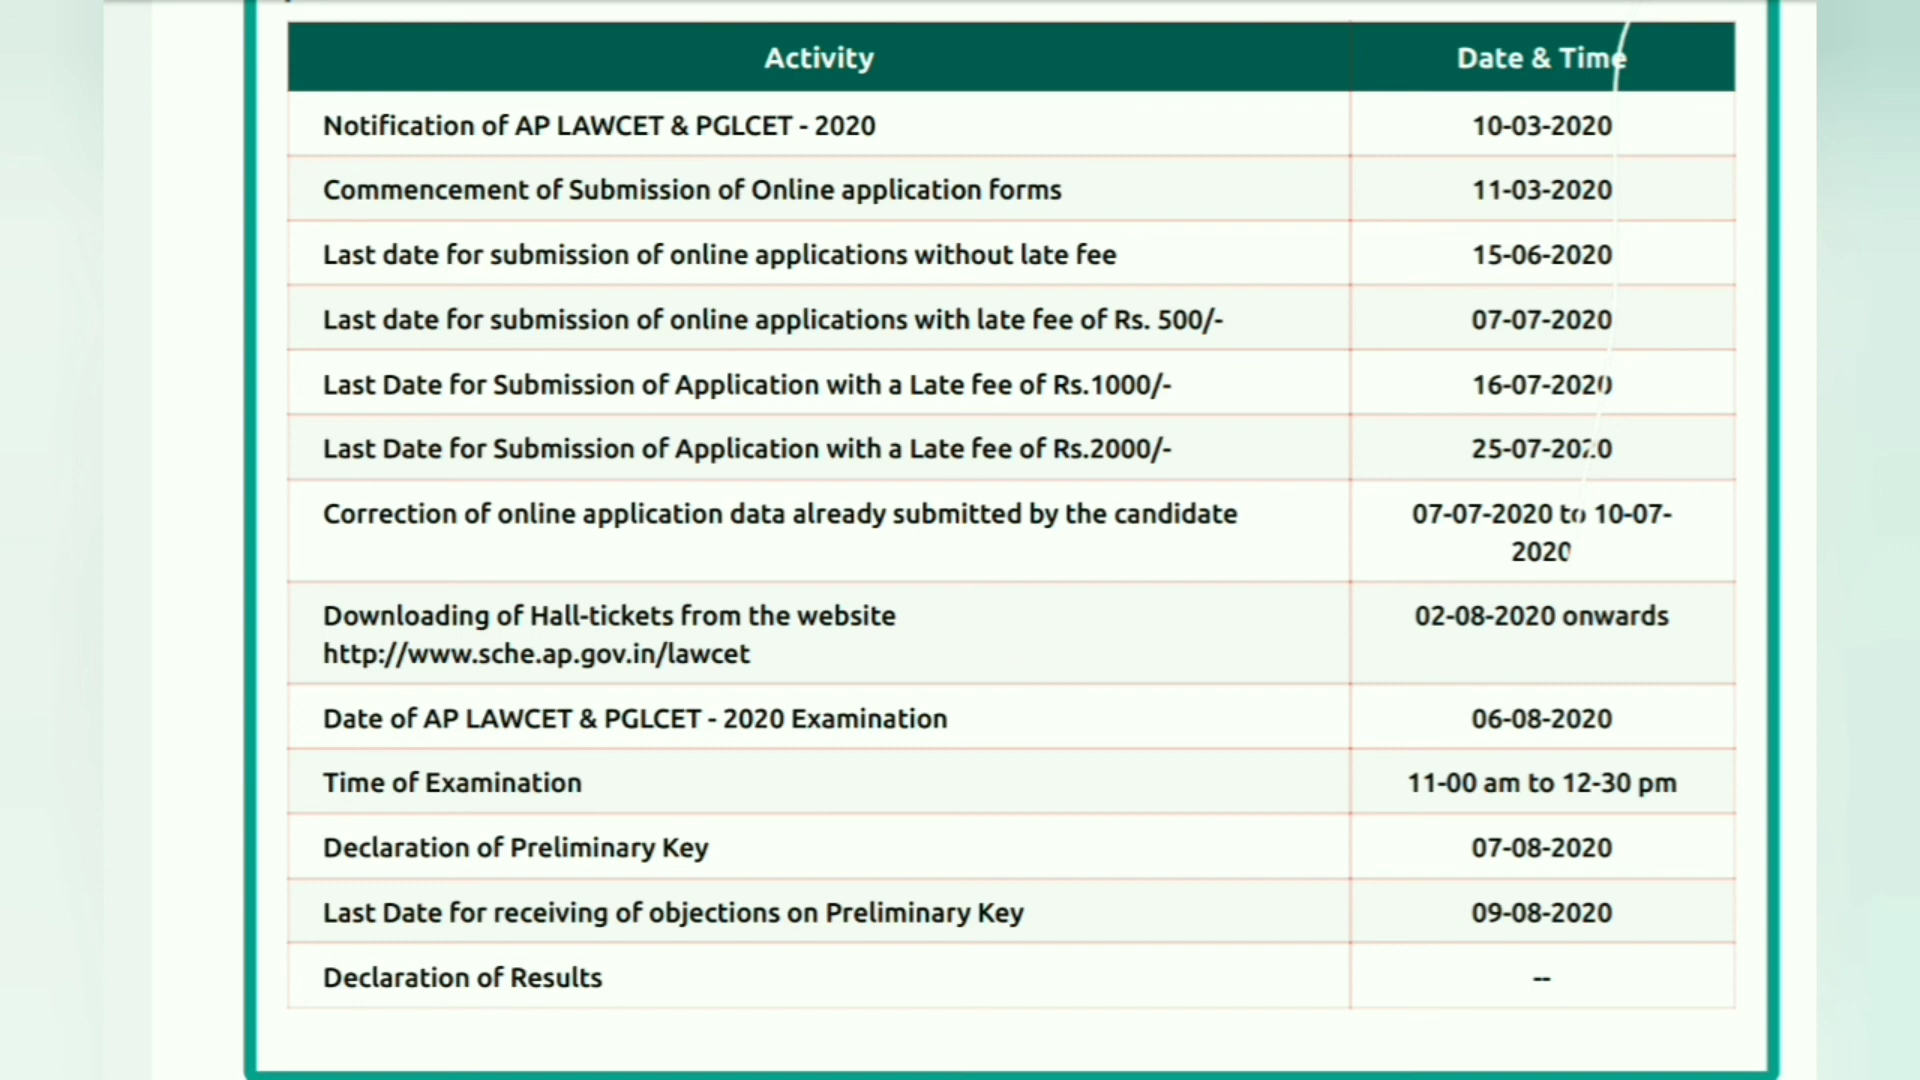 Activity Date & Time
Notification of AP LAWCET & PGLCET - 2020 10-03-2020
Commencement of Submission of Online application forms 11-03-2020
Last date for submission of online applications without late fee 15-06-2020
Last date for submission of online applications with late fee of Rs. 500/- 07-07-2020
Last Date for Submission of Application with a Late fee of Rs.1000/- 16-07-2020
Last Date for Submission of Application with a Late fee of Rs.2000/- 25-07-2020
Correction of online application data already submitted by the candidate 07-07-2020 to 10-07-
2020
Downloading of Hall-tickets from the website 02-08-2020 onwards
http://www.sche.ap.gov.in/lawcet
Date of AP LAWCET & PGLCET - 2020 Examination 06-08-2020
Time of Examination 11-00 am to 12-30 pm
Declaration of Preliminary Key 07-08-2020
Last Date for receiving of objections on Preliminary Key 09-08-2020
Declaration of Results --